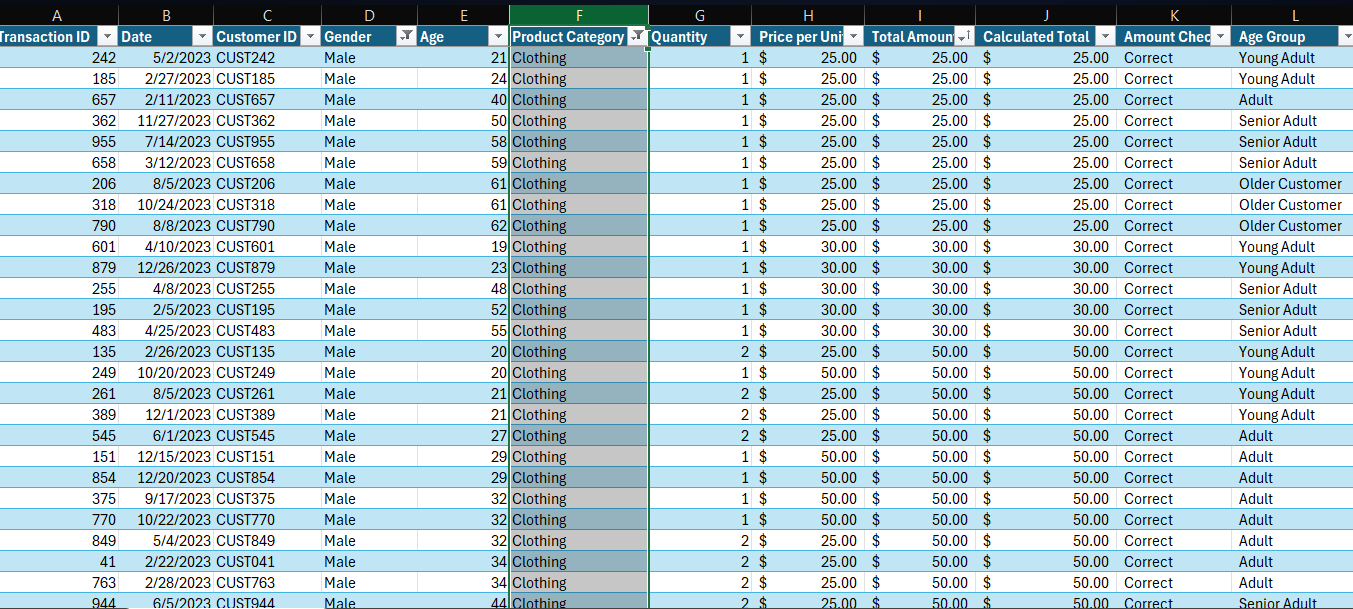 A B C D E F G H I J K L
Transaction ID Date Customer ID Gender Age Product Category Quantity Price per Uni Total Amoun Calculated Total Amount Chec Age Group
242 5/2/2023 CUST242 Male 21 Clothing 1 $ 25.00 $ 25.00 $ 25.00 Correct Young Adult
185 2/27/2023 CUST185 Male 24 Clothing 1 $ 25.00 $ 25.00 $ 25.00 Correct Young Adult
657 2/11/2023 CUST657 Male 40 Clothing 1 $ 25.00 $ 25.00 $ 25.00 Correct Adult
362 11/27/2023 CUST362 Male 50 Clothing 1 $ 25.00 $ 25.00 $ 25.00 Correct Senior Adult
955 7/14/2023 CUST955 Male 58 Clothing 1 $ 25.00 $ 25.00 $ 25.00 Correct Senior Adult
658 3/12/2023 CUST658 Male 59 Clothing 1 $ 25.00 $ 25.00 $ 25.00 Correct Senior Adult
206 8/5/2023 CUST206 Male 61 Clothing 1 $ 25.00 $ 25.00 $ 25.00 Correct Older Customer
318 10/24/2023 CUST318 Male 61 Clothing 1 $ 25.00 $ 25.00 $ 25.00 Correct Older Customer
790 8/8/2023 CUST790 Male 62 Clothing 1 $ 25.00 $ 25.00 $ 25.00 Correct Older Customer
601 4/10/2023 CUST601 Male 19 Clothing 1 $ 30.00 $ 30.00 $ 30.00 Correct Young Adult
879 12/26/2023 CUST879 Male 23 Clothing 1 $ 30.00 $ 30.00 $ 30.00 Correct Young Adult
255 4/8/2023 CUST255 Male 48 Clothing 1 $ 30.00 $ 30.00 $ 30.00 Correct Senior Adult
195 2/5/2023 CUST195 Male 52 Clothing 1 $ 30.00 $ 30.00 $ 30.00 Correct Senior Adult
483 4/25/2023 CUST483 Male 55 Clothing 1 $ 30.00 $ 30.00 $ 30.00 Correct Senior Adult
135 2/26/2023 CUST135 Male 20 Clothing 2 $ 25.00 $ 50.00 $ 50.00 Correct Young Adult
249 10/20/2023 CUST249 Male 20 Clothing 1 $ 50.00 $ 50.00 $ 50.00 Correct Young Adult
261 8/5/2023 CUST261 Male 21 Clothing 2 $ 25.00 $ 50.00 $ 50.00 Correct Young Adult
389 12/1/2023 CUST389 Male 21 Clothing 2 $ 25.00 $ 50.00 $ 50.00 Correct Young Adult
545 6/1/2023 CUST545 Male 27 Clothing 2 $ 25.00 $ 50.00 $ 50.00 Correct Adult
151 12/15/2023 CUST151 Male 29 Clothing 1 $ 50.00 $ 50.00 $ 50.00 Correct Adult
854 12/20/2023 CUST854 Male 29 Clothing 1 $ 50.00 $ 50.00 $ 50.00 Correct Adult
375 9/17/2023 CUST375 Male 32 Clothing 1 $ 50.00 $ 50.00 $ 50.00 Correct Adult
770 10/22/2023 CUST770 Male 32 Clothing 1 $ 50.00 $ 50.00 $ 50.00 Correct Adult
849 5/4/2023 CUST849 Male 32 Clothing 2 $ 25.00 $ 50.00 $ 50.00 Correct Adult
41 2/22/2023 CUST041 Male 34 Clothing 2 $ 25.00 $ 50.00 $ 50.00 Correct Adult
763 2/28/2023 CUST763 Male 34 Clothing 2 $ 25.00 $ 50.00 $ 50.00 Correct Adult
944 6/5/2023 CUST944 Male 44 Clothing 2 $ 25.00 $ 50.00 $ 50.00 Correct Senior Adult